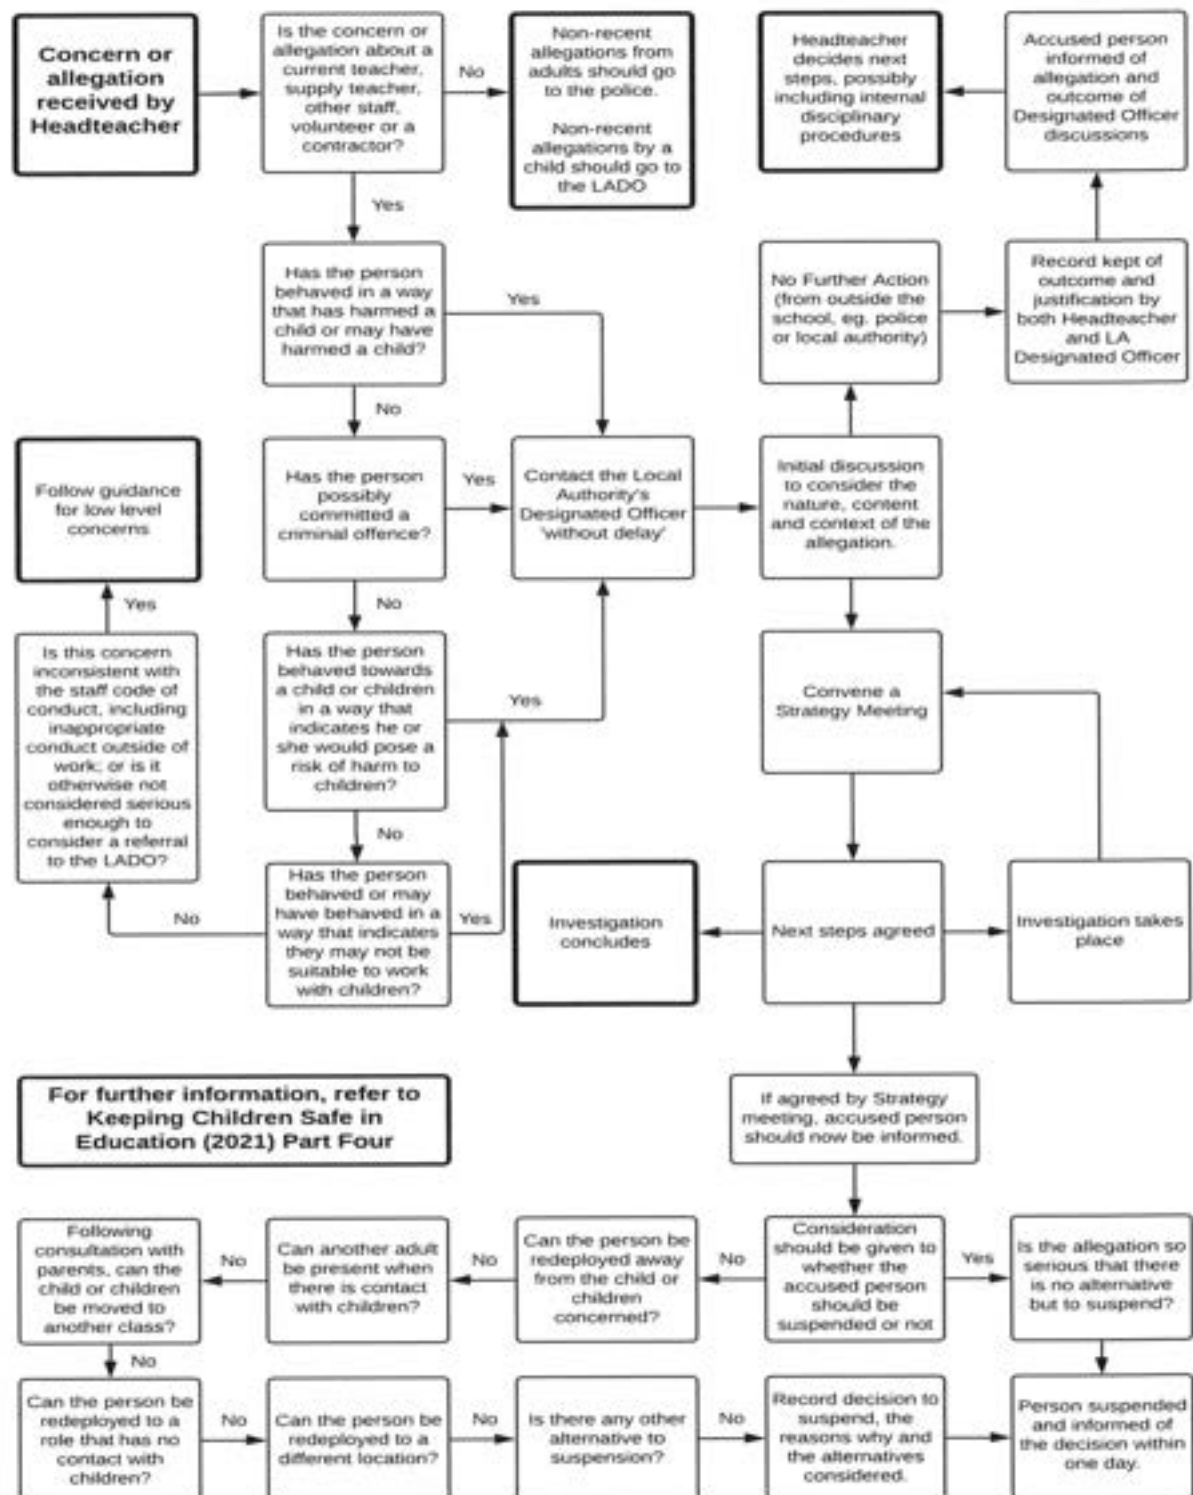 Concern or
allegation
received by
Headteacher
Is the concern or
allegation about a
current teacher,
supply teacher,
other staff,
volunteer or a
contractor?
No
Non-recent
allegations from
adults should go
to the police.
Non-recent
allegations by a
child should go to
the LADO
Headteacher
decides next
steps, possibly
including internal
disciplinary
procedures
Accused person
informed of
allegation and
outcome of
Designated Officer
discussions
Yes
Has the person
behaved in a way
that has harmed a
child or may have
harmed a child?
Yes
No Further Action
(from outside the
school, eg. police
or local authority)
Record kept of
outcome and
justification by
both Headteacher
and LA
Designated Officer
No
Follow guidance
for low level
concerns
Has the person
possibly
committed a
criminal offence?
Yes
Contact the Local
Authority's
Designated Officer
'without delay'
Initial discussion
to consider the
nature, content
and context of the
allegation.
Yes
No
Is this concern
inconsistent with
the staff code of
conduct, including
inappropriate
conduct outside of
work; or is it
otherwise not
considered serious
enough to
consider a referral
to the LADO?
Has the person
behaved towards
a child or children
in a way that
indicates he or
she would pose a
risk of harm to
children?
Yes
Convene a
Strategy Meeting
No
No
Has the person
behaved or may
have behaved in a
way that indicates
they may not be
suitable to work
with children?
Yes
Investigation
concludes
Next steps agreed
Investigation takes
place
For further information, refer to
Keeping Children Safe in
Education (2021) Part Four
If agreed by Strategy
meeting, accused person
should now be informed.
Following
consultation with
parents, can the
child or children
be moved to
another class?
No
Can another adult
be present when
there is contact
with children?
No
Can the person be
redeployed away
from the child or
children
concerned?
No
Consideration
should be given to
whether the
accused person
should be
suspended or not
Yes
Is the allegation so
serious that there
is no alternative
but to suspend?
No
Can the person be
redeployed to a
role that has no
contact with
children?
No
Can the person be
redeployed to a
different location?
No
Is there any other
alternative to
suspension?
No
Record decision to
suspend, the
reasons why and
the alternatives
considered.
Person suspended
and informed of
the decision within
one day.